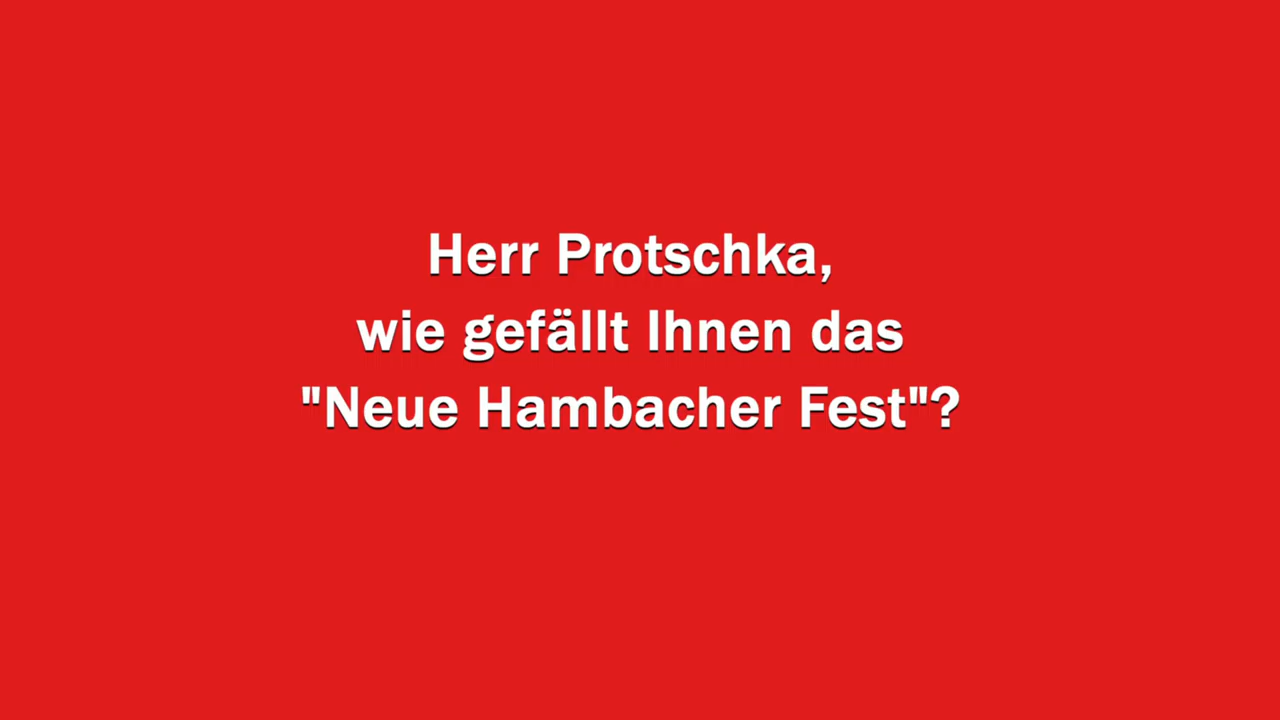 Herr Protschka,
wie gefällt Ihnen das
"Neue Hambacher Fest"?